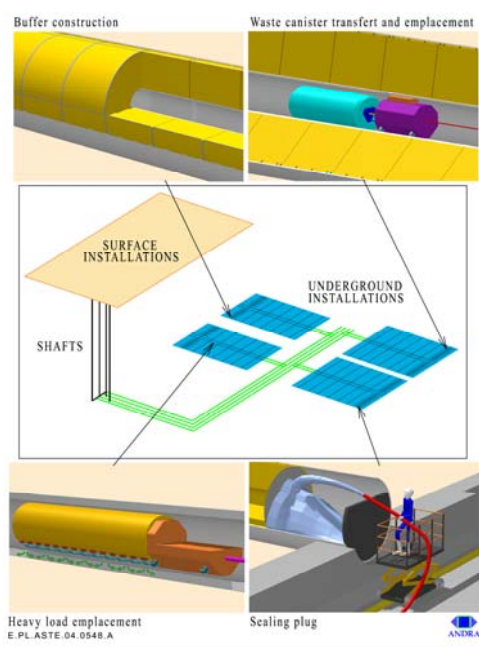 Buffer construction
Waste canister transfert and emplacement
SURFACE
INSTALLATIONS
UNDERGROUND
INSTALLATIONS
SHAFTS
Heavy load emplacement
Sealing plug
E.PL.ASTE.04.0548.A
ANDRA